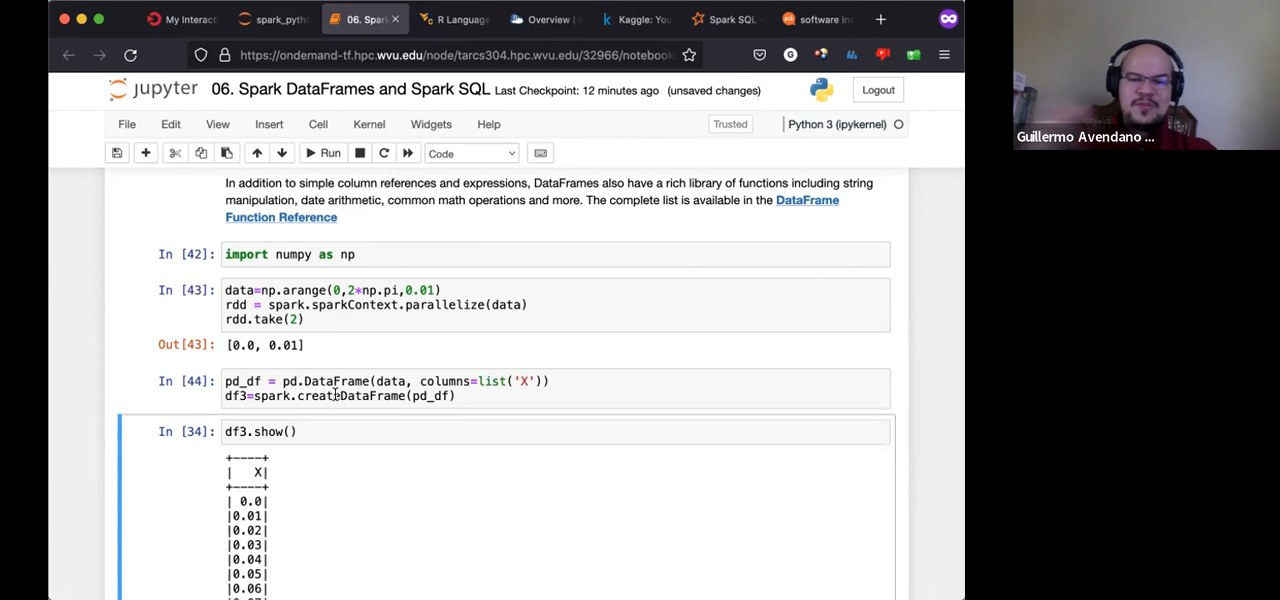 My Interact
spark_pytho
06. Spark
R Language
Overview |
Kaggle: You
Spark SQL
software in
https://ondemand-tf.hpc.wvu.edu/node/tarcs304.hpc.wvu.edu/32966/notebook
jupyter 06. Spark DataFrames and Spark SQL Last Checkpoint: 12 minutes ago (unsaved changes)
Logout
File Edit View Insert Cell Kernel Widgets Help
Trusted
Python 3 (ipykernel)
Run
Code
Guillermo Avendano ...
In addition to simple column references and expressions, DataFrames also have a rich library of functions including string
manipulation, date arithmetic, common math operations and more. The complete list is available in the DataFrame
Function Reference
In [42]: import numpy as np
In [43]: data=np.arange(0,2*np.pi,0.01)
rdd = spark.sparkContext.parallelize(data)
rdd.take(2)
Out[43]: [0.0, 0.01]
In [44]: pd_df = pd.DataFrame(data, columns=list('X'))
df3=spark.createDataFrame(pd_df)
In [34]: df3.show()
+----+
|   X|
+----+
| 0.0|
|0.01|
|0.02|
|0.03|
|0.04|
|0.05|
|0.06|